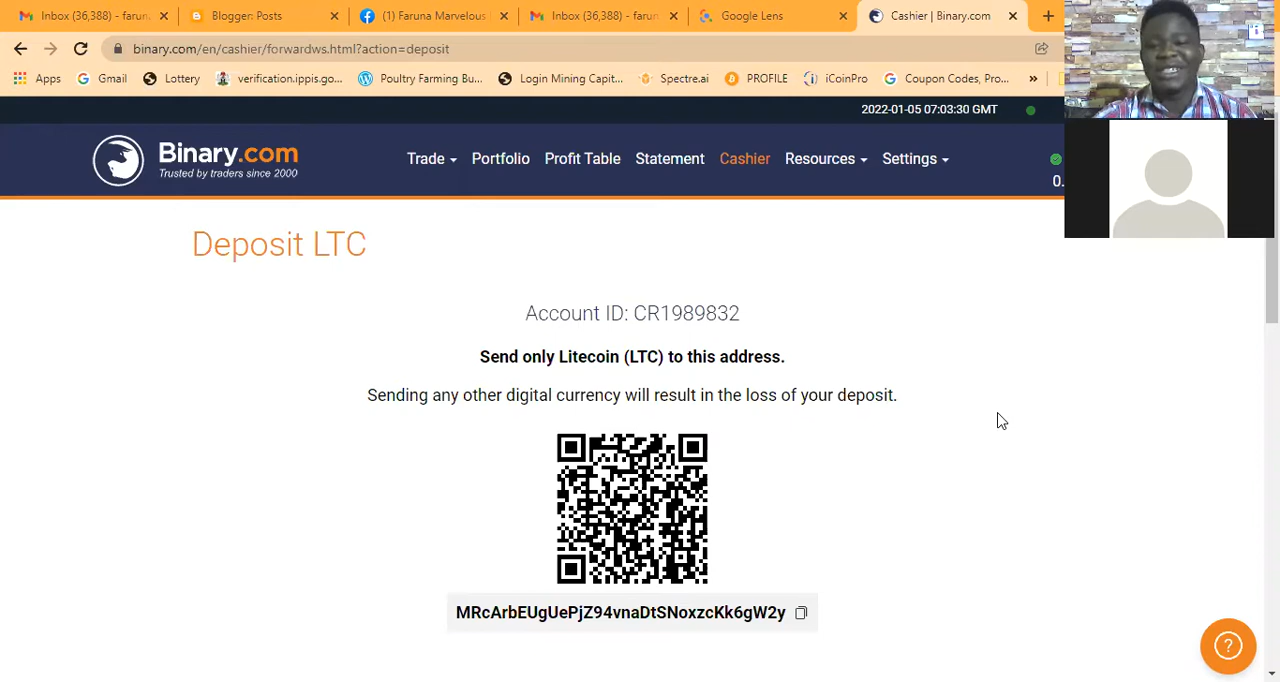 Inbox (36,388) - farun
Blogger: Posts
(1) Faruna Marvelous
Inbox (36,388) - farun
Google Lens
Cashier | Binary.com
binary.com/en/cashier/forwardws.html?action=deposit
Apps
Gmail
Lottery
verification.ippis.go...
Poultry Farming Bu...
Login Mining Capit...
Spectre.ai
PROFILE
iCoinPro
Coupon Codes, Pro...
»
2022-01-05 07:03:30 GMT
Binary.com
Trusted by traders since 2000
Trade
Portfolio
Profit Table
Statement
Cashier
Resources
Settings
0.
Deposit LTC
Account ID: CR1989832
Send only Litecoin (LTC) to this address.
Sending any other digital currency will result in the loss of your deposit.
MRcArbEUgUePjZ94vnaDtSNoxzcKk6gW2y
?